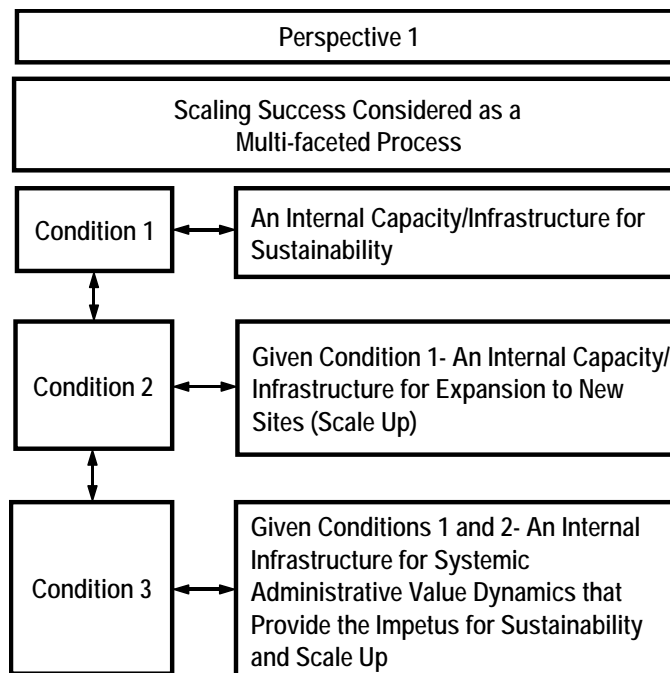 Perspective 1
Scaling Success Considered as a
Multi-faceted Process
Condition 1
An Internal Capacity/Infrastructure for
Sustainability
Condition 2
Given Condition 1- An Internal Capacity/
Infrastructure for Expansion to New
Sites (Scale Up)
Condition 3
Given Conditions 1 and 2- An Internal
Infrastructure for Systemic
Administrative Value Dynamics that
Provide the Impetus for Sustainability
and Scale Up